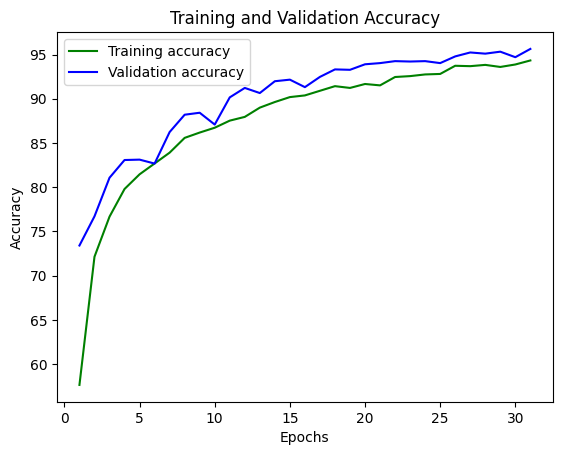 Training and Validation Accuracy
Training accuracy
Validation accuracy
Accuracy
95
90
85
80
75
70
65
60
0 5 10 15 20 25 30
Epochs